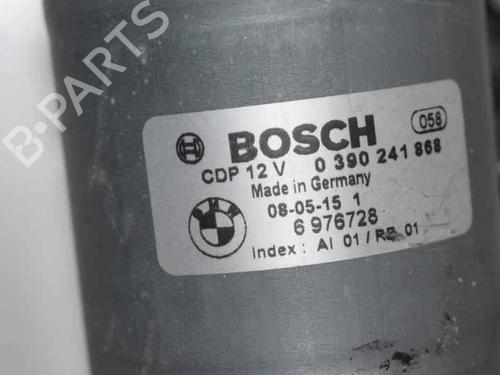 B-PARTS
BOSCH 058
CDP 12 V 0 390 241 868
Made in Germany
08-05-15 1
BMW
6 976728
Index : AI 01 / RE 01